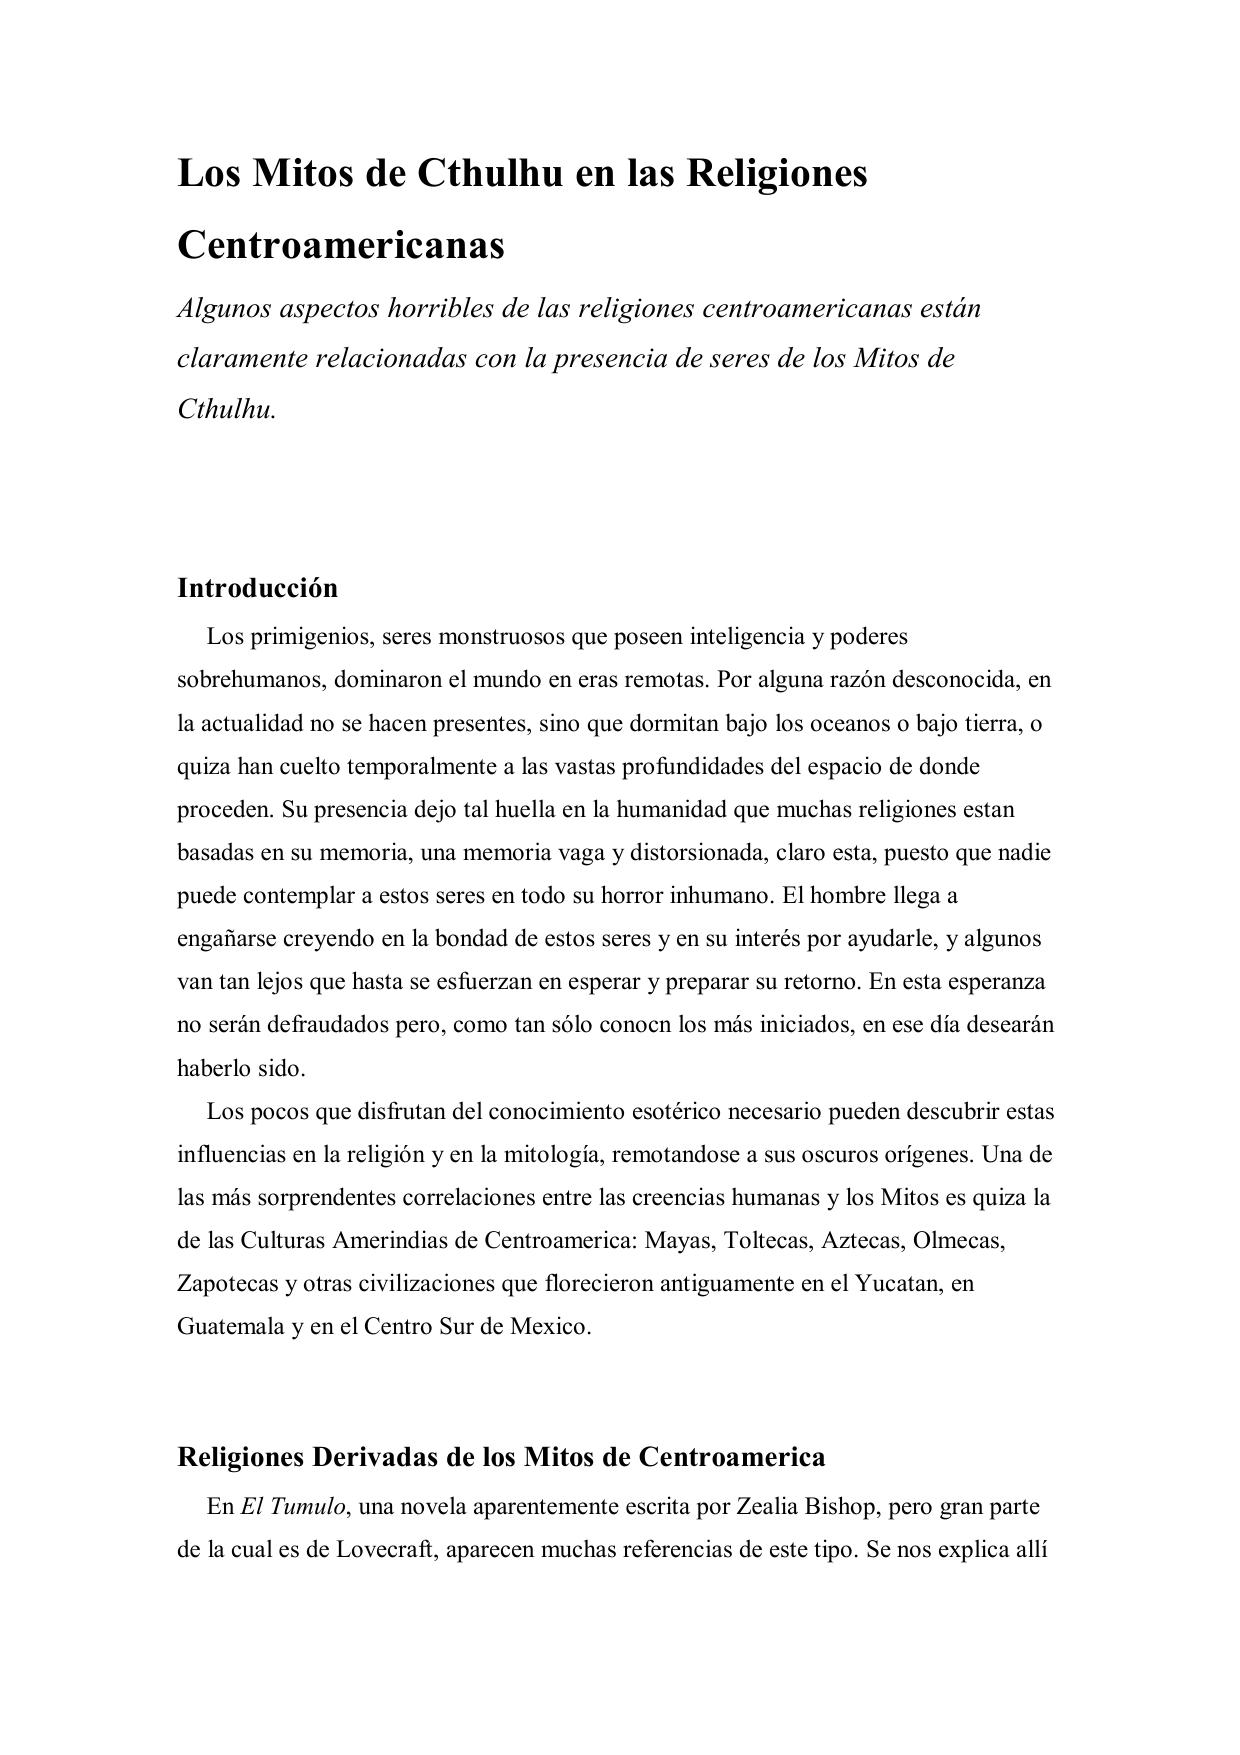 Los Mitos de Cthulhu en las Religiones
Centroamericanas
Algunos aspectos horribles de las religiones centroamericanas están
claramente relacionadas con la presencia de seres de los Mitos de
Cthulhu.
Introducción
Los primigenios, seres monstruosos que poseen inteligencia y poderes
sobrehumanos, dominaron el mundo en eras remotas. Por alguna razón desconocida, en
la actualidad no se hacen presentes, sino que dormitan bajo los oceanos o bajo tierra, o
quiza han cuelto temporalmente a las vastas profundidades del espacio de donde
proceden. Su presencia dejo tal huella en la humanidad que muchas religiones estan
basadas en su memoria, una memoria vaga y distorsionada, claro esta, puesto que nadie
puede contemplar a estos seres en todo su horror inhumano. El hombre llega a
engañarse creyendo en la bondad de estos seres y en su interés por ayudarle, y algunos
van tan lejos que hasta se esfuerzan en esperar y preparar su retorno. En esta esperanza
no serán defraudados pero, como tan sólo conocn los más iniciados, en ese día desearán
haberlo sido.
Los pocos que disfrutan del conocimiento esotérico necesario pueden descubrir estas
influencias en la religión y en la mitología, remotandose a sus oscuros orígenes. Una de
las más sorprendentes correlaciones entre las creencias humanas y los Mitos es quiza la
de las Culturas Amerindias de Centroamerica: Mayas, Toltecas, Aztecas, Olmecas,
Zapotecas y otras civilizaciones que florecieron antiguamente en el Yucatan, en
Guatemala y en el Centro Sur de Mexico.
Religiones Derivadas de los Mitos de Centroamerica
En El Tumulo, una novela aparentemente escrita por Zealia Bishop, pero gran parte
de la cual es de Lovecraft, aparecen muchas referencias de este tipo. Se nos explica allí